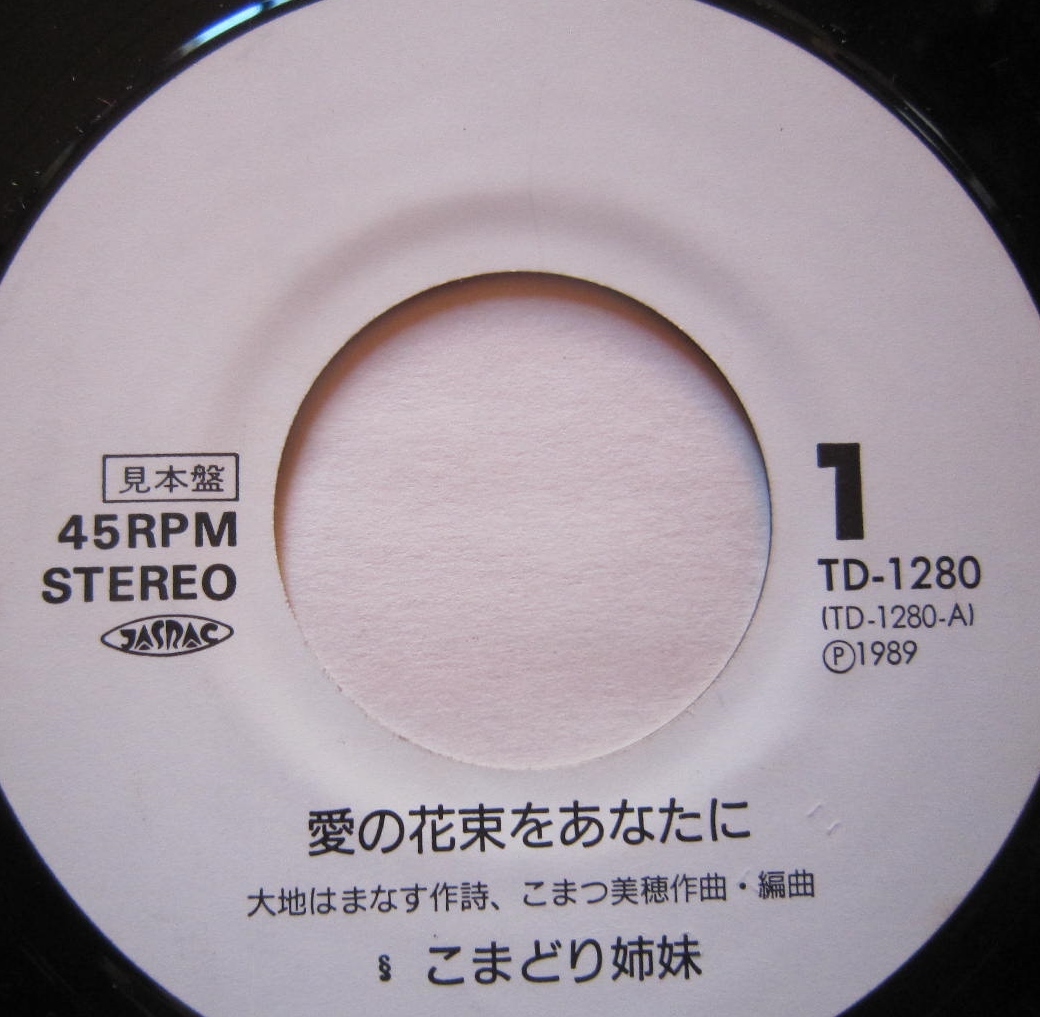 見本盤
45RPM
STEREO
JASRAC
1
TD-1280
(TD-1280-A)
Ⓟ1989
愛の花束をあなたに
大地はまなす作詩、こまつ美穂作曲・編曲
§ こまどり姉妹